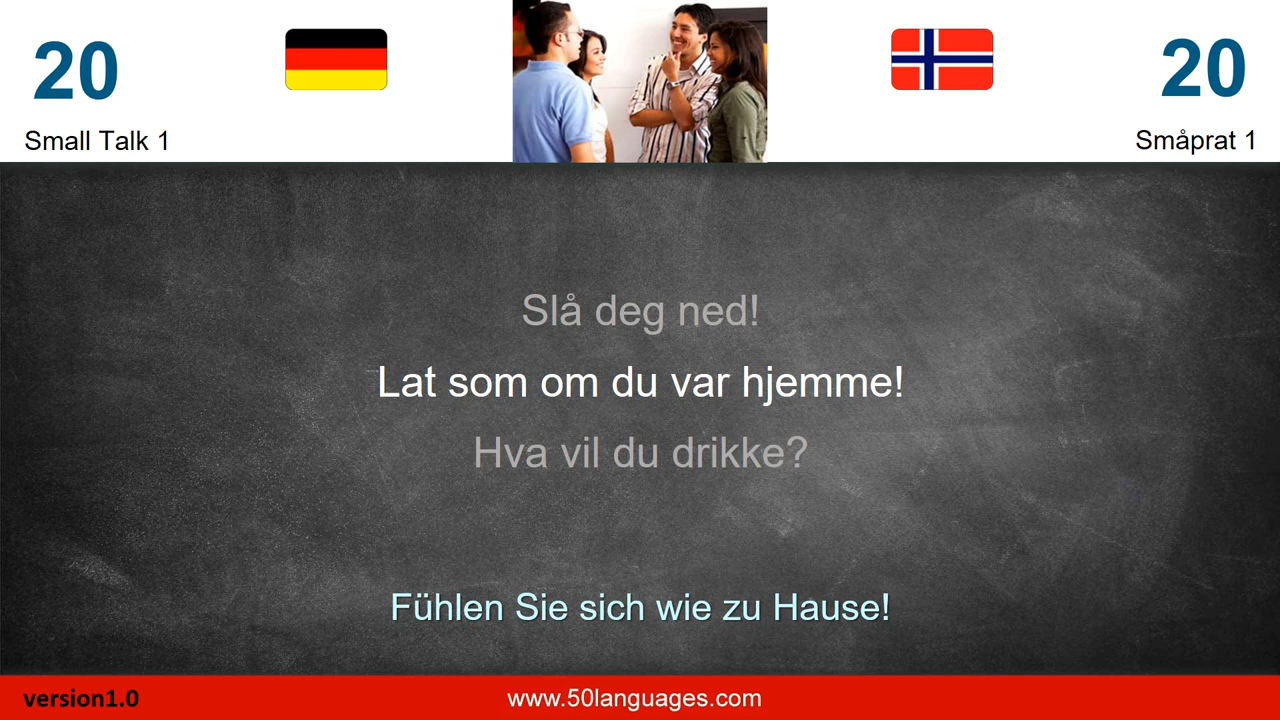 20
Small Talk 1
20
Småprat 1
Slå deg ned!
Lat som om du var hjemme!
Hva vil du drikke?
Fühlen Sie sich wie zu Hause!
version1.0
www.50languages.com